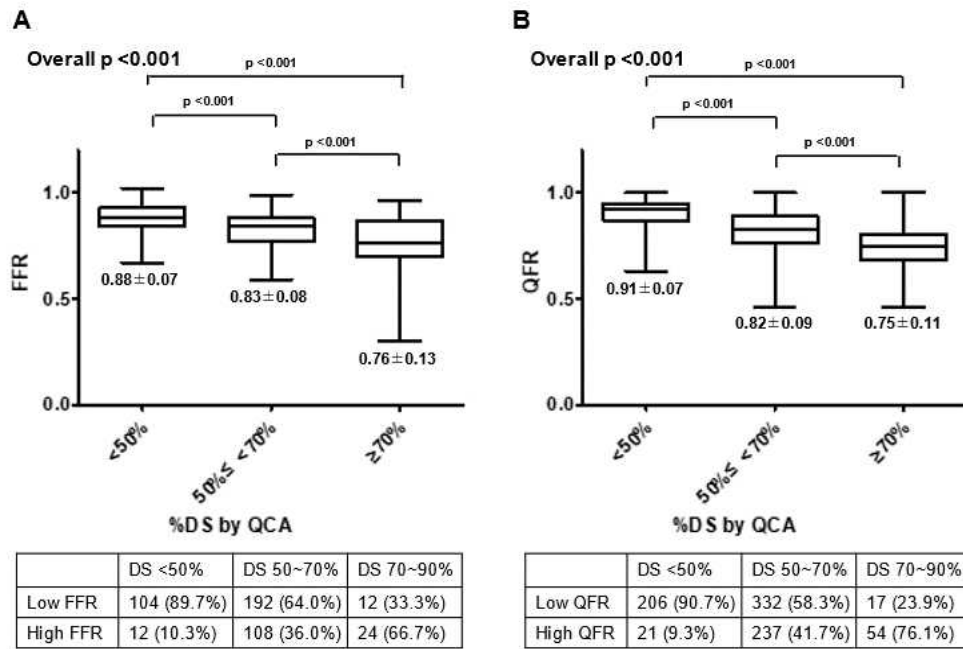 A
Overall p <0.001
p <0.001
p <0.001
p <0.001
1.0
0.5
0.0
FFR
0.88±0.07
0.83±0.08
0.76±0.13
<50%
50%≤ <70%
≥70%
%DS by QCA
DS <50% DS 50~70% DS 70~90%
Low FFR 104 (89.7%) 192 (64.0%) 12 (33.3%)
High FFR 12 (10.3%) 108 (36.0%) 24 (66.7%)
B
Overall p <0.001
p <0.001
p <0.001
p <0.001
1.0
0.5
0.0
QFR
0.91±0.07
0.82±0.09
0.75±0.11
<50%
50%≤ <70%
≥70%
%DS by QCA
DS <50% DS 50~70% DS 70~90%
Low QFR 206 (90.7%) 332 (58.3%) 17 (23.9%)
High QFR 21 (9.3%) 237 (41.7%) 54 (76.1%)